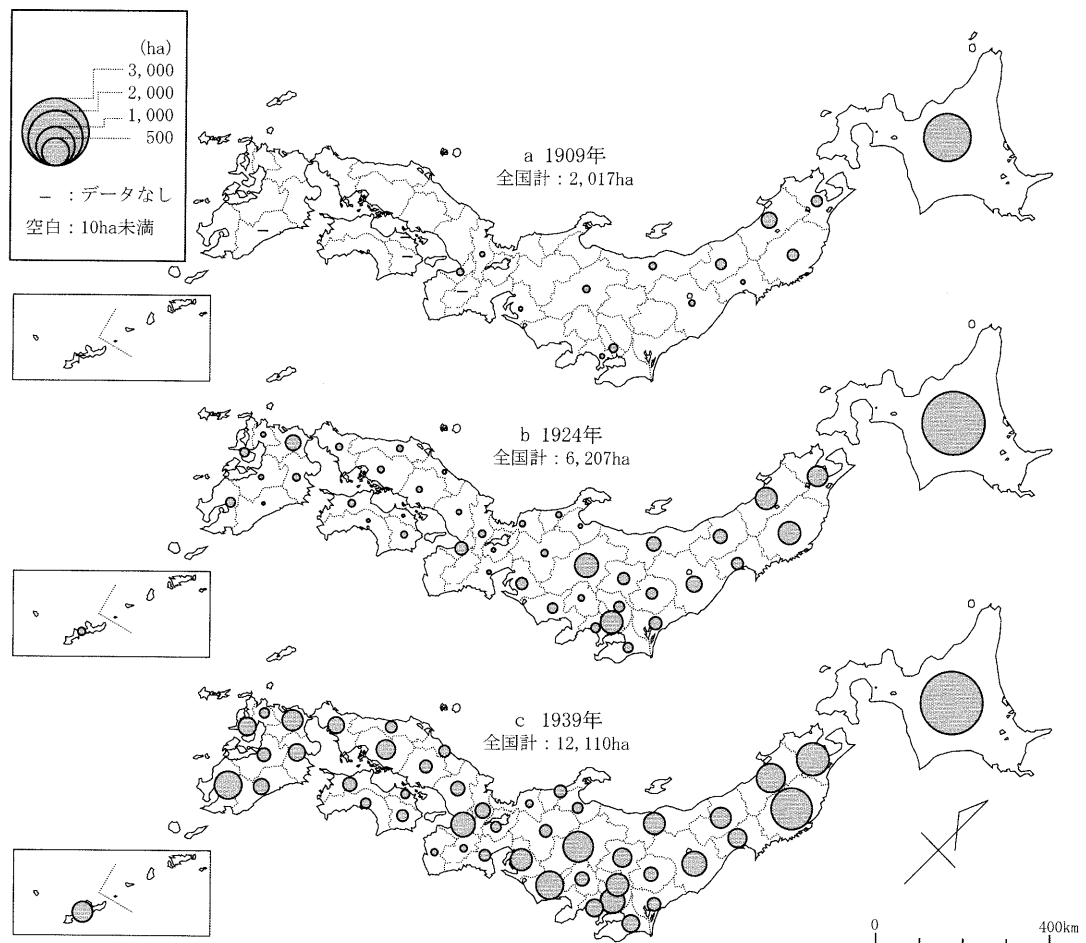 (ha)
3,000
2,000
1,000
500
－：データなし
空白：10ha未満
a 1909年
全国計：2,017ha
b 1924年
全国計：6,207ha
c 1939年
全国計：12,110ha
0 400km